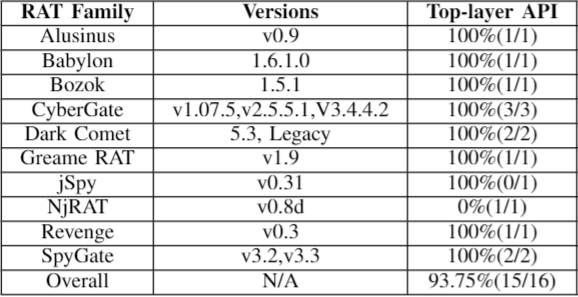 RAT Family Versions Top-layer API
Alusinus v0.9 100%(1/1)
Babylon 1.6.1.0 100%(1/1)
Bozok 1.5.1 100%(1/1)
CyberGate v1.07.5,v2.5.5.1,V3.4.4.2 100%(3/3)
Dark Comet 5.3, Legacy 100%(2/2)
Greame RAT v1.9 100%(1/1)
jSpy v0.31 100%(0/1)
NjRAT v0.8d 0%(1/1)
Revenge v0.3 100%(1/1)
SpyGate v3.2,v3.3 100%(2/2)
Overall N/A 93.75%(15/16)